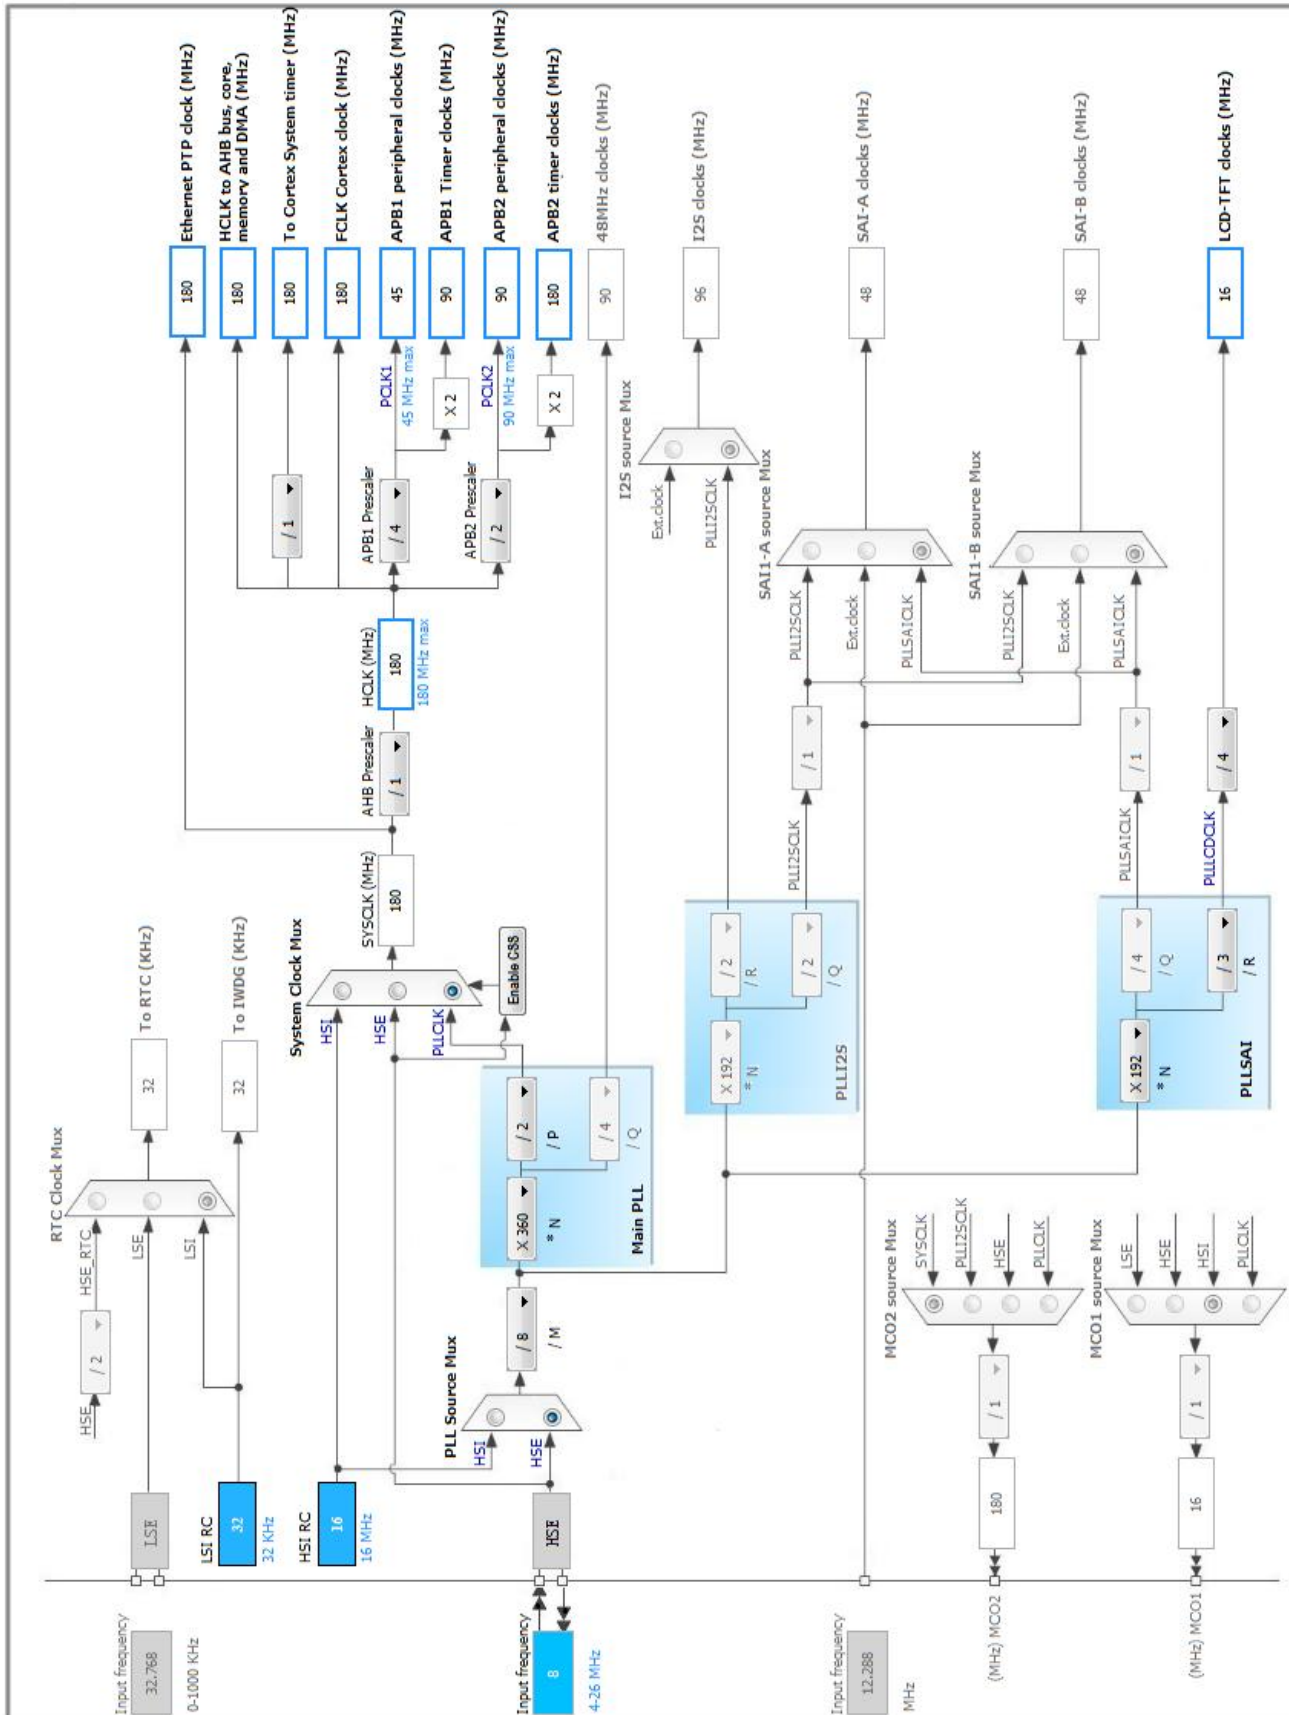 Input frequency
32.768
0-1000 KHz
LSE
LSI RC
32
32 KHz
HSI RC
16
16 MHz
Input frequency
8
4-26 MHz
HSE
Input frequency
12.288
MHz
HSE
/ 2
HSE_RTC
LSE
LSI
RTC Clock Mux
32
To RTC (KHz)
32
To IWDG (KHz)
PLL Source Mux
HSI
HSE
/ 8
/ M
X 360
* N
/ 2
/ P
/ 4
/ Q
Main PLL
System Clock Mux
HSI
HSE
PLLCLK
Enable CSS
SYSCLK (MHz)
180
AHB Prescaler
/ 1
HCLK (MHz)
180
180 MHz max
/ 1
APB1 Prescaler
/ 4
APB2 Prescaler
/ 2
PCLK1
45 MHz max
X 2
PCLK2
90 MHz max
X 2
180
Ethernet PTP clock (MHz)
180
HCLK to AHB bus, core,
memory and DMA (MHz)
180
To Cortex System timer (MHz)
180
FCLK Cortex clock (MHz)
45
APB1 peripheral clocks (MHz)
90
APB1 Timer clocks (MHz)
90
APB2 peripheral clocks (MHz)
180
APB2 timer clocks (MHz)
90
48MHz clocks (MHz)
X 192
* N
/ 2
/ R
/ 2
/ Q
PLLI2S
PLLI2SCLK
/ 1
I2S source Mux
Ext.clock
PLLI2SCLK
96
I2S clocks (MHz)
SAI1-A source Mux
PLLI2SCLK
Ext.clock
PLLSAICLK
48
SAI-A clocks (MHz)
SAI1-B source Mux
PLLI2SCLK
Ext.clock
PLLSAICLK
48
SAI-B clocks (MHz)
X 192
* N
/ 4
/ Q
/ 3
/ R
PLLSAI
PLLSAICLK
/ 1
PLLLCDCLK
/ 4
16
LCD-TFT clocks (MHz)
(MHz) MCO2
180
/ 1
MCO2 source Mux
SYSCLK
PLLI2SCLK
HSE
PLLCLK
(MHz) MCO1
16
/ 1
MCO1 source Mux
LSE
HSE
HSI
PLLCLK